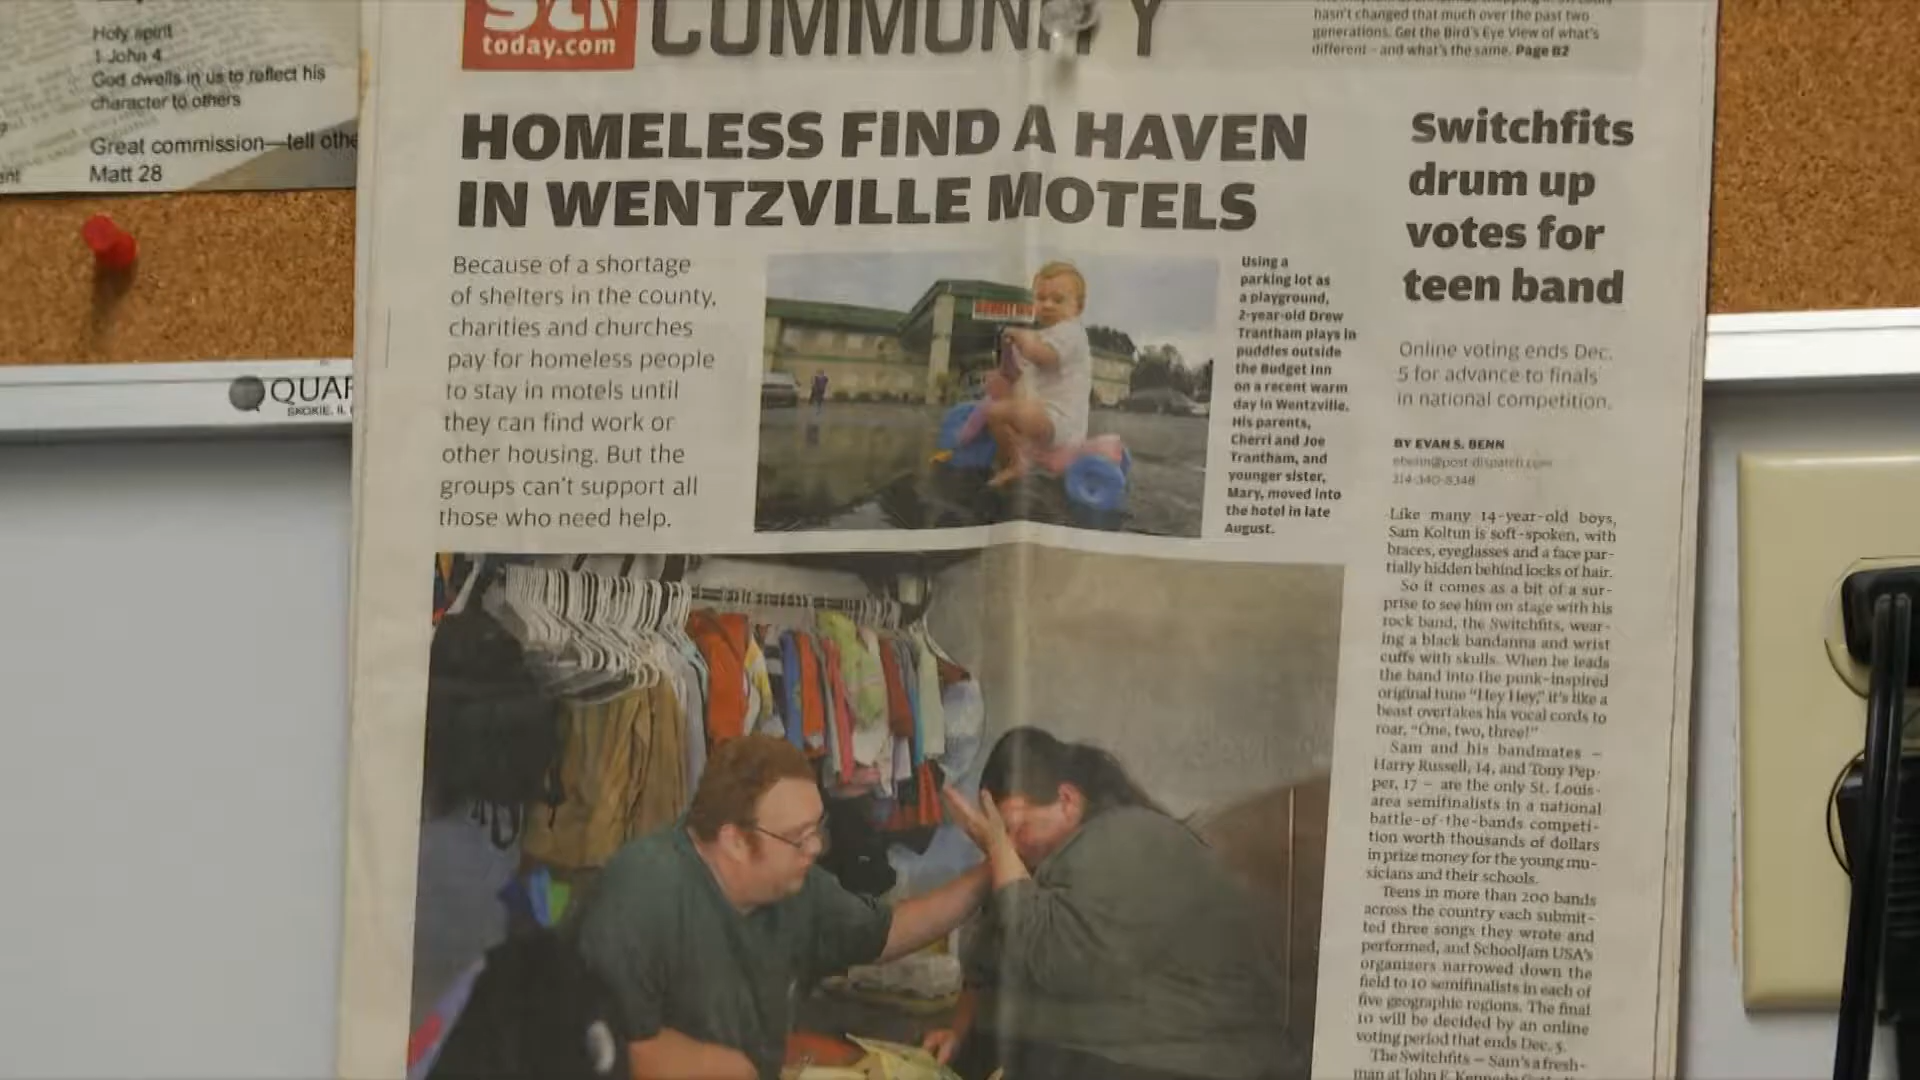 Holy spirit
1 John 4
God dwells in us to reflect his
character to others
Great commission—tell othe
Matt 28
QUAR
SKOKIE, IL
today.com
COMMUNITY
hasn't changed that much over the past two
generations. Get the Bird's Eye View of what's
different – and what's the same. Page B2
HOMELESS FIND A HAVEN
IN WENTZVILLE MOTELS
Because of a shortage
of shelters in the county,
charities and churches
pay for homeless people
to stay in motels until
they can find work or
other housing. But the
groups can't support all
those who need help.
BUDGET INN
Using a
parking lot as
a playground,
2-year-old Drew
Trantham plays in
puddles outside
the Budget Inn
on a recent warm
day in Wentzville.
His parents,
Cherri and Joe
Trantham, and
younger sister,
Mary, moved into
the hotel in late
August.
Switchfits
drum up
votes for
teen band
Online voting ends Dec.
5 for advance to finals
in national competition.
BY EVAN S. BENN
ebenn@post-dispatch.com
314-340-8348
Like many 14-year-old boys,
Sam Koltun is soft-spoken, with
braces, eyeglasses and a face par-
tially hidden behind locks of hair.
So it comes as a bit of a sur-
prise to see him on stage with his
rock band, the Switchfits, wear-
ing a black bandanna and wrist
cuffs with skulls. When he leads
the band into the punk-inspired
original tune "Hey Hey," it's like a
beast overtakes his vocal cords to
roar, "One, two, three!"
Sam and his bandmates —
Harry Russell, 14, and Tony Pep-
per, 17 — are the only St. Louis-
area semifinalists in a national
battle-of-the-bands competi-
tion worth thousands of dollars
in prize money for the young mu-
sicians and their schools.
Teens in more than 200 bands
across the country each submit-
ted three songs they wrote and
performed, and SchoolJam USA's
organizers narrowed down the
field to 10 semifinalists in each of
five geographic regions. The final
10 will be decided by an online
voting period that ends Dec. 5.
The Switchfits — Sam's a fresh-
man at John F. Kennedy